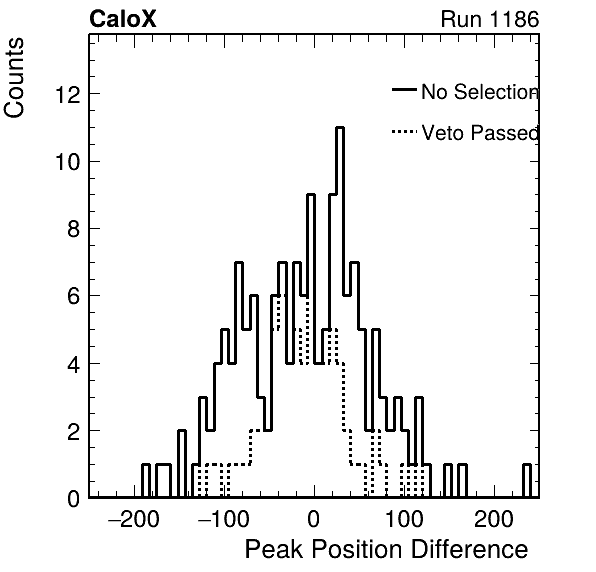 CaloX Run 1186
Counts
No Selection
Veto Passed
12
10
8
6
4
2
0
−200 −100 0 100 200
Peak Position Difference